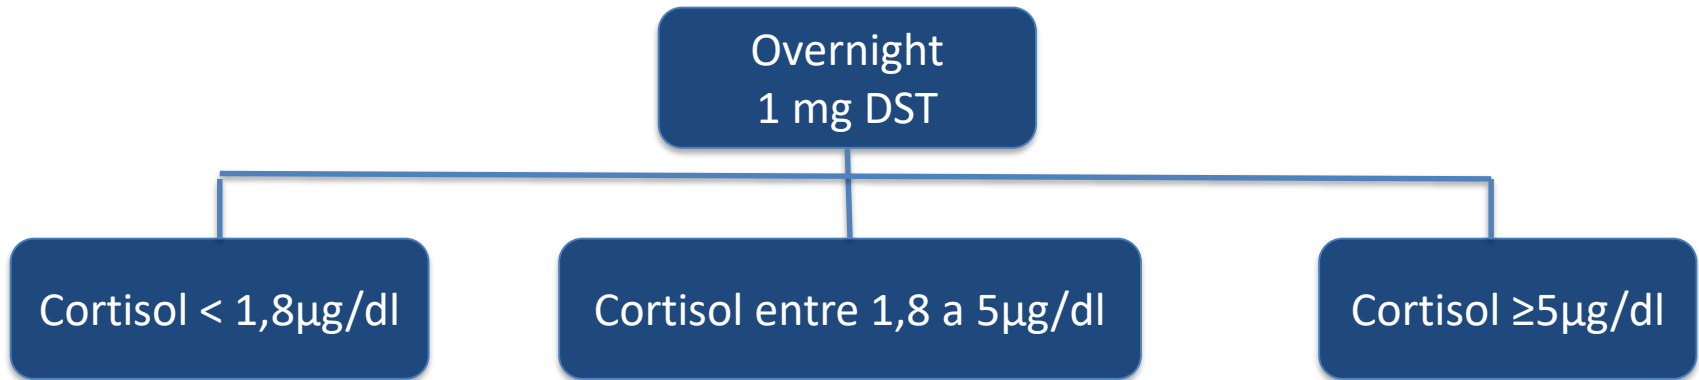 Overnight
1 mg DST
Cortisol < 1,8µg/dl
Cortisol entre 1,8 a 5µg/dl
Cortisol ≥5µg/dl